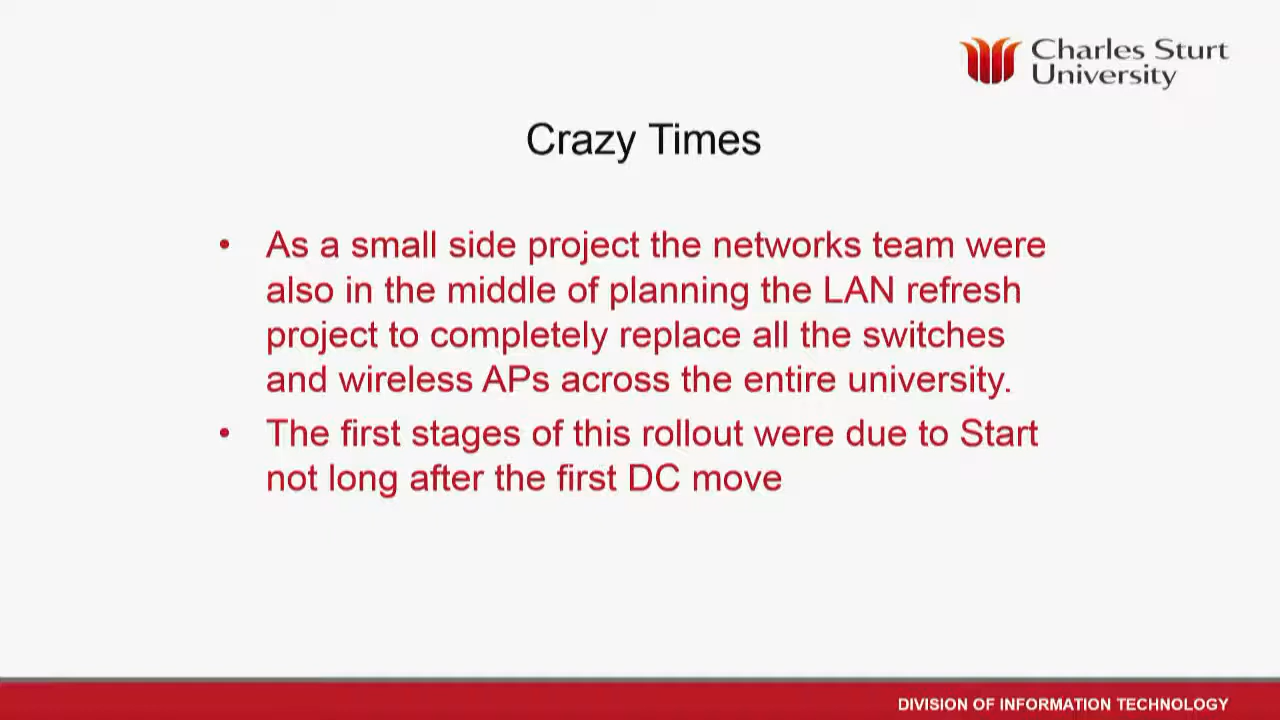 Charles Sturt
University
Crazy Times
• As a small side project the networks team were
also in the middle of planning the LAN refresh
project to completely replace all the switches
and wireless APs across the entire university.
• The first stages of this rollout were due to Start
not long after the first DC move
DIVISION OF INFORMATION TECHNOLOGY